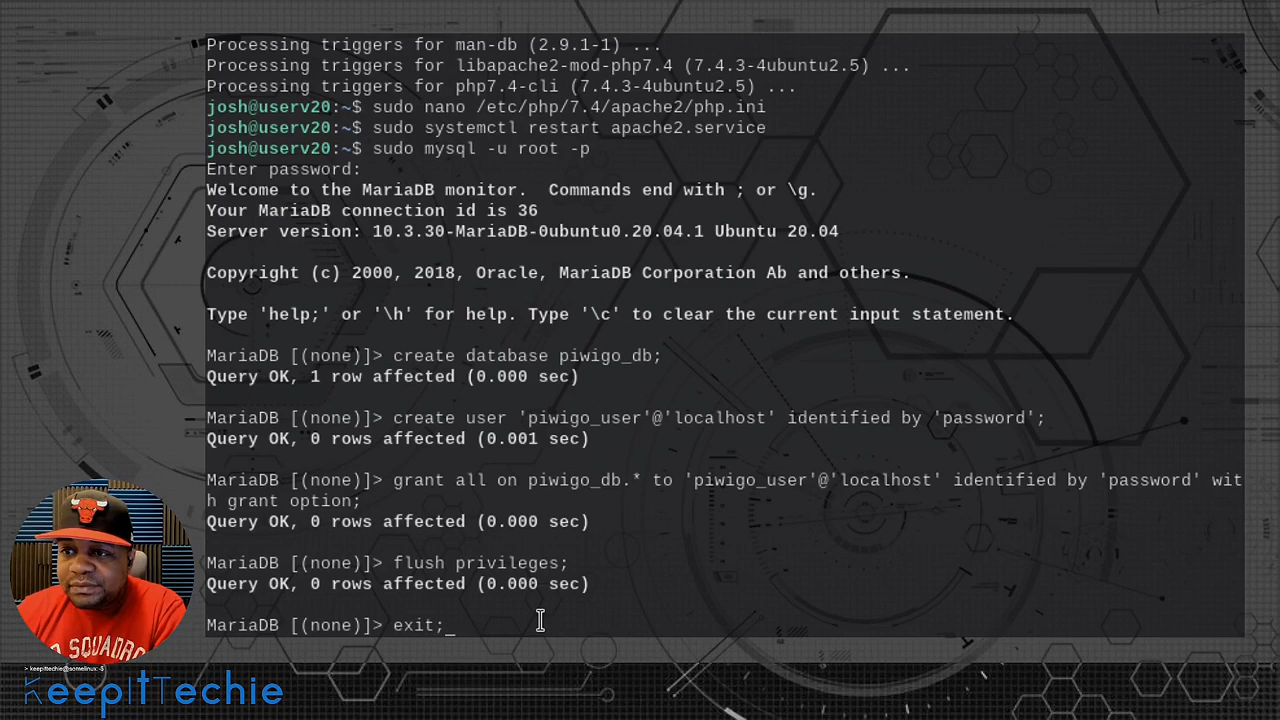 Processing triggers for man-db (2.9.1-1) ...
Processing triggers for libapache2-mod-php7.4 (7.4.3-4ubuntu2.5) ...
Processing triggers for php7.4-cli (7.4.3-4ubuntu2.5) ...
josh@userv20:~$ sudo nano /etc/php/7.4/apache2/php.ini
josh@userv20:~$ sudo systemctl restart apache2.service
josh@userv20:~$ sudo mysql -u root -p
Enter password:
Welcome to the MariaDB monitor.  Commands end with ; or \g.
Your MariaDB connection id is 36
Server version: 10.3.30-MariaDB-0ubuntu0.20.04.1 Ubuntu 20.04
Copyright (c) 2000, 2018, Oracle, MariaDB Corporation Ab and others.
Type 'help;' or '\h' for help. Type '\c' to clear the current input statement.
MariaDB [(none)]> create database piwigo_db;
Query OK, 1 row affected (0.000 sec)
MariaDB [(none)]> create user 'piwigo_user'@'localhost' identified by 'password';
Query OK, 0 rows affected (0.001 sec)
MariaDB [(none)]> grant all on piwigo_db.* to 'piwigo_user'@'localhost' identified by 'password' wit
h grant option;
Query OK, 0 rows affected (0.000 sec)
MariaDB [(none)]> flush privileges;
Query OK, 0 rows affected (0.000 sec)
MariaDB [(none)]> exit;_
SQUADRO
> keepittechie@somelinux:~$
KeepItTechie